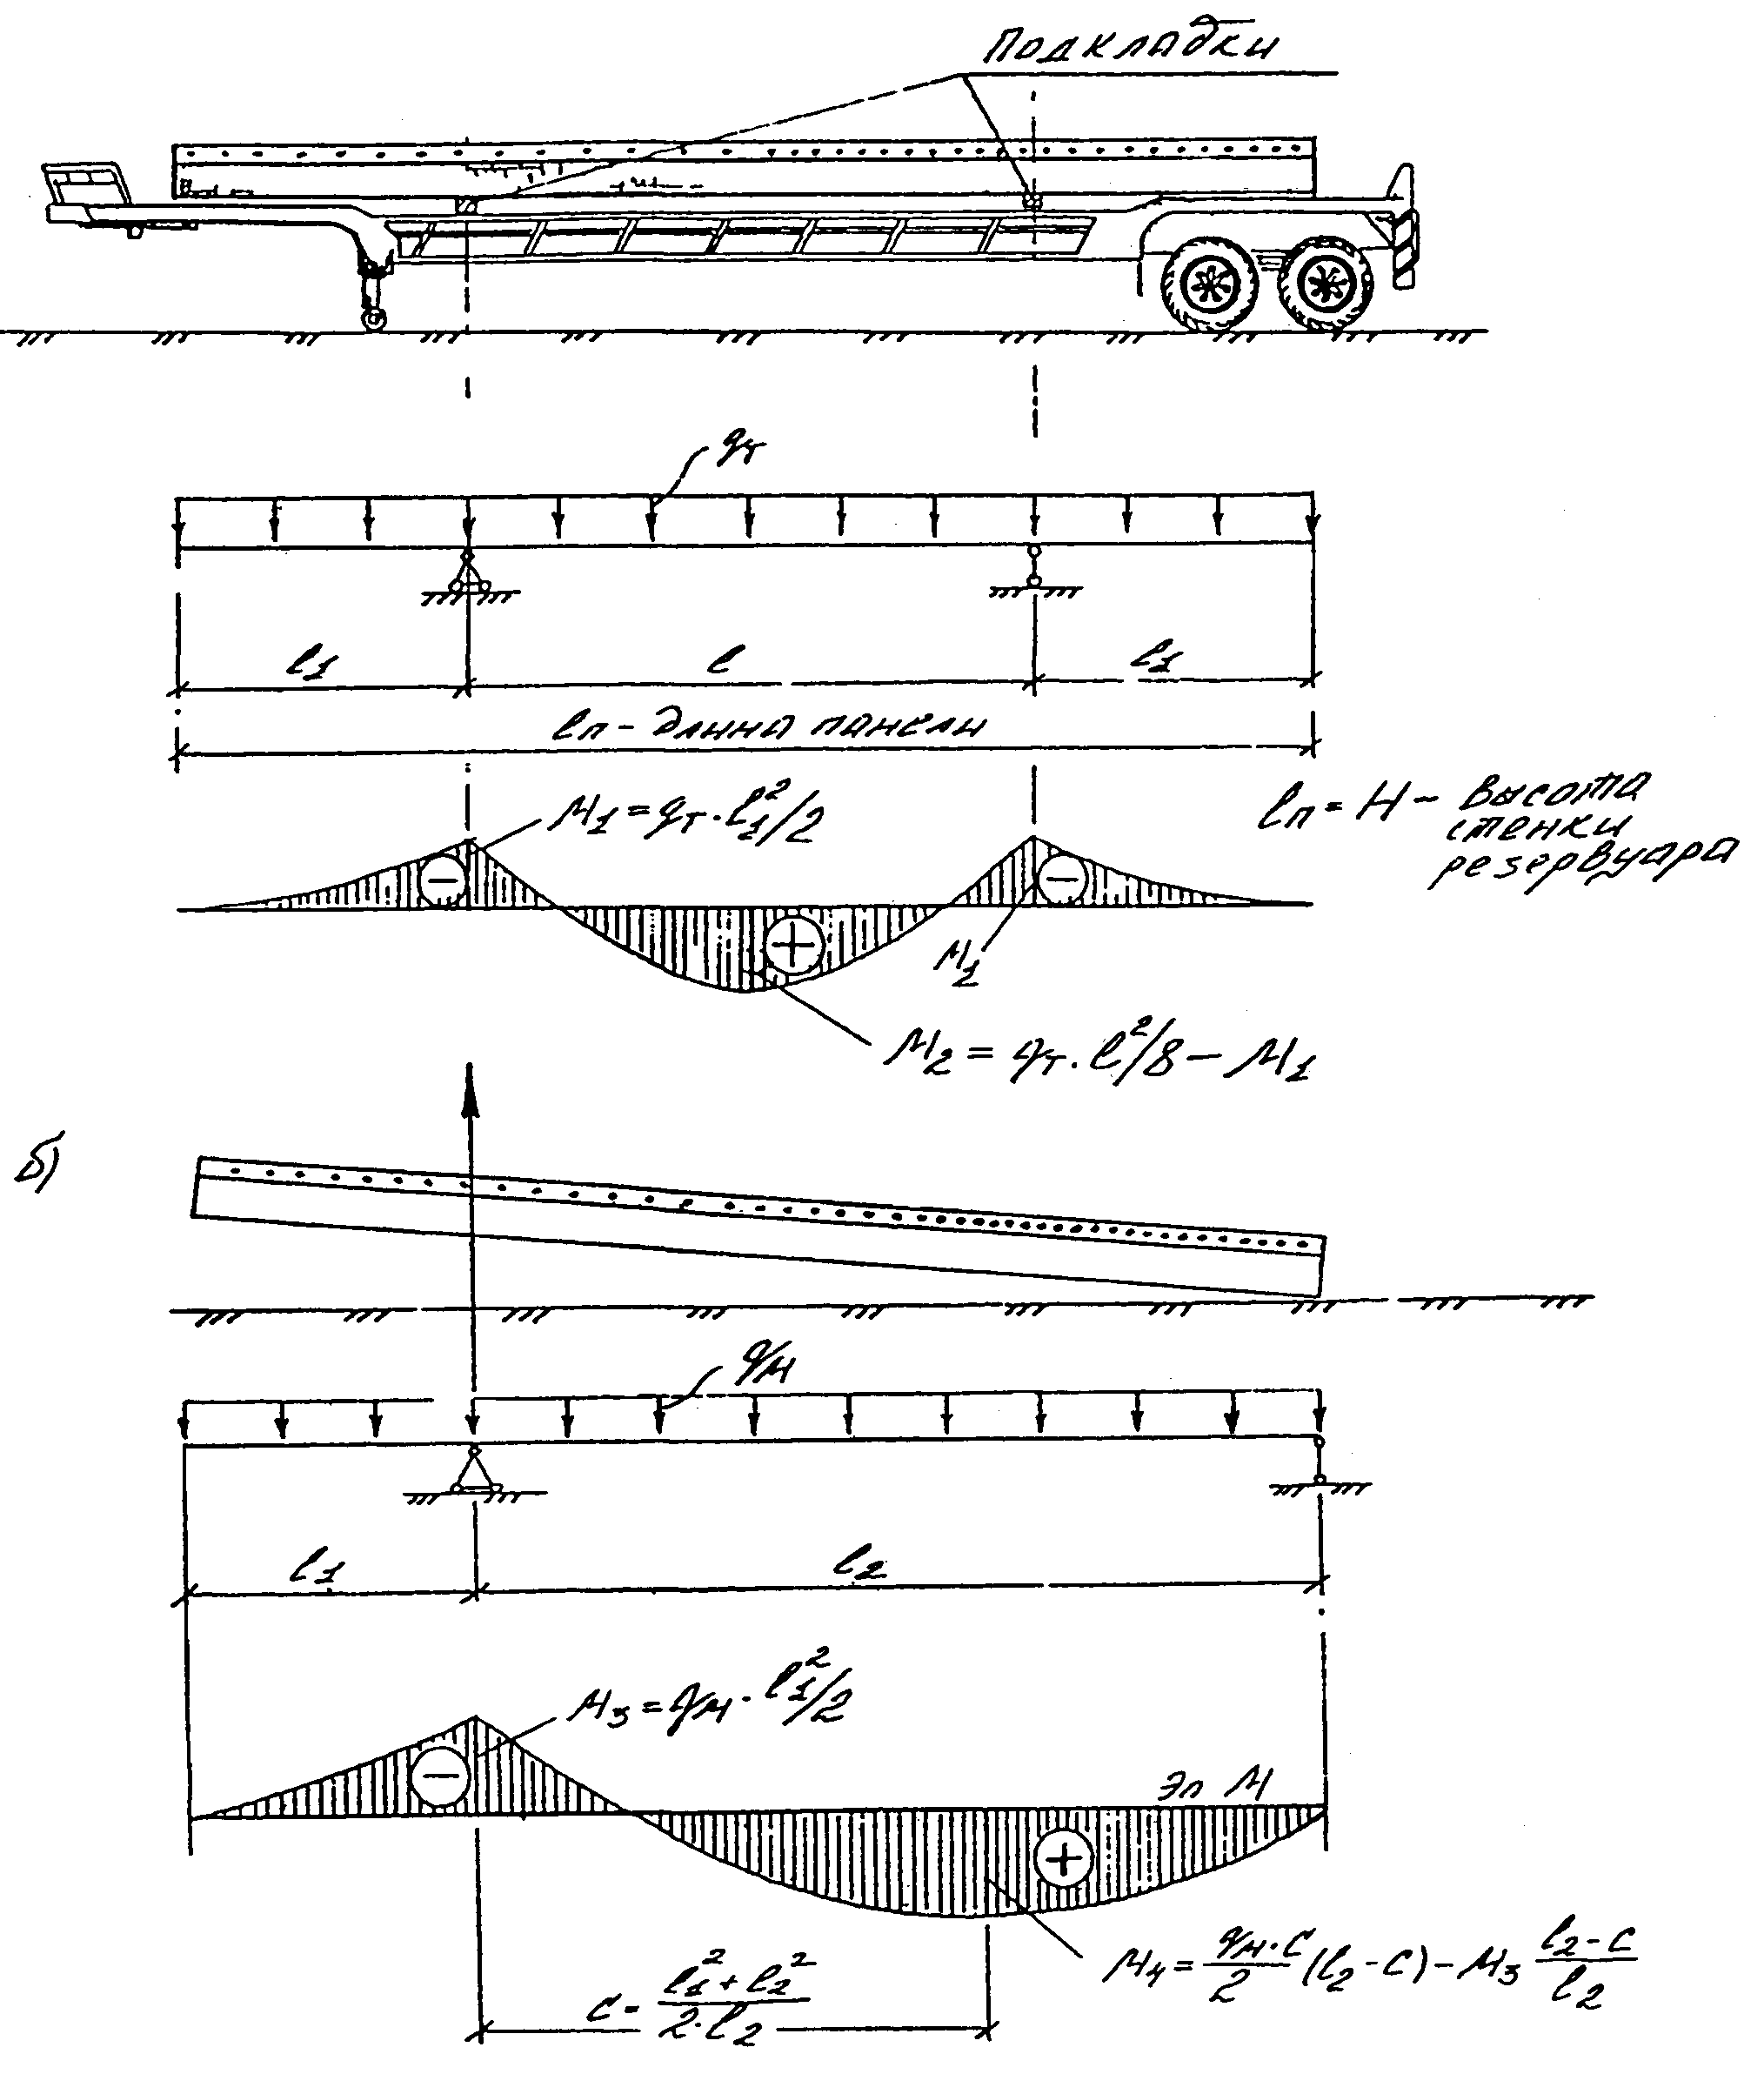 Подкладки
qт
l₁ l l₁
lп - длина панели
M₁ = qт · l₁²/2
lп = H - высота
стенки
резервуара
− + −
M₁
M₂ = qт · l²/8 − M₁
б)
qм
l₁ l₂
M₃ = qм · l₁²/2
−
Эп М
+
M₄ = qм · c / 2 (l₂ − c) − M₃ (l₂ − c) / l₂
c = (l₁² + l₂²) / (2 · l₂)